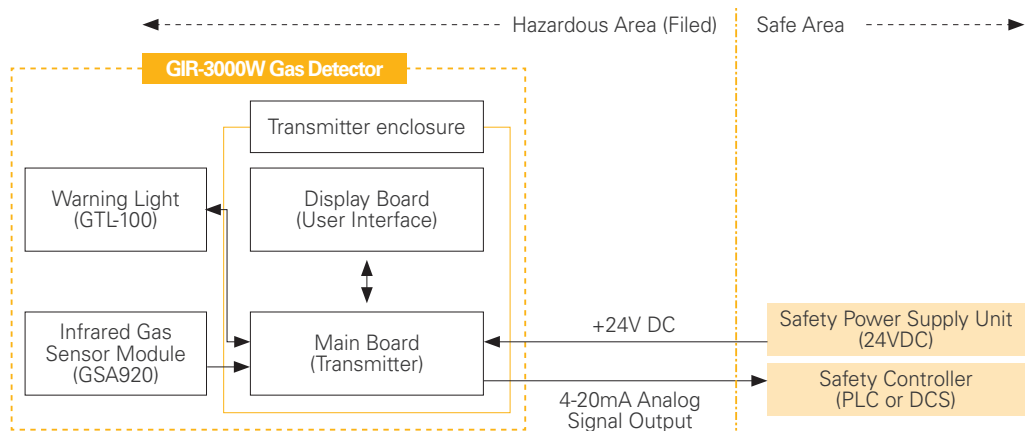 Hazardous Area (Filed)
Safe Area
GIR-3000W Gas Detector
Transmitter enclosure
Warning Light
(GTL-100)
Display Board
(User Interface)
Infrared Gas
Sensor Module
(GSA920)
Main Board
(Transmitter)
+24V DC
4-20mA Analog
Signal Output
Safety Power Supply Unit
(24VDC)
Safety Controller
(PLC or DCS)